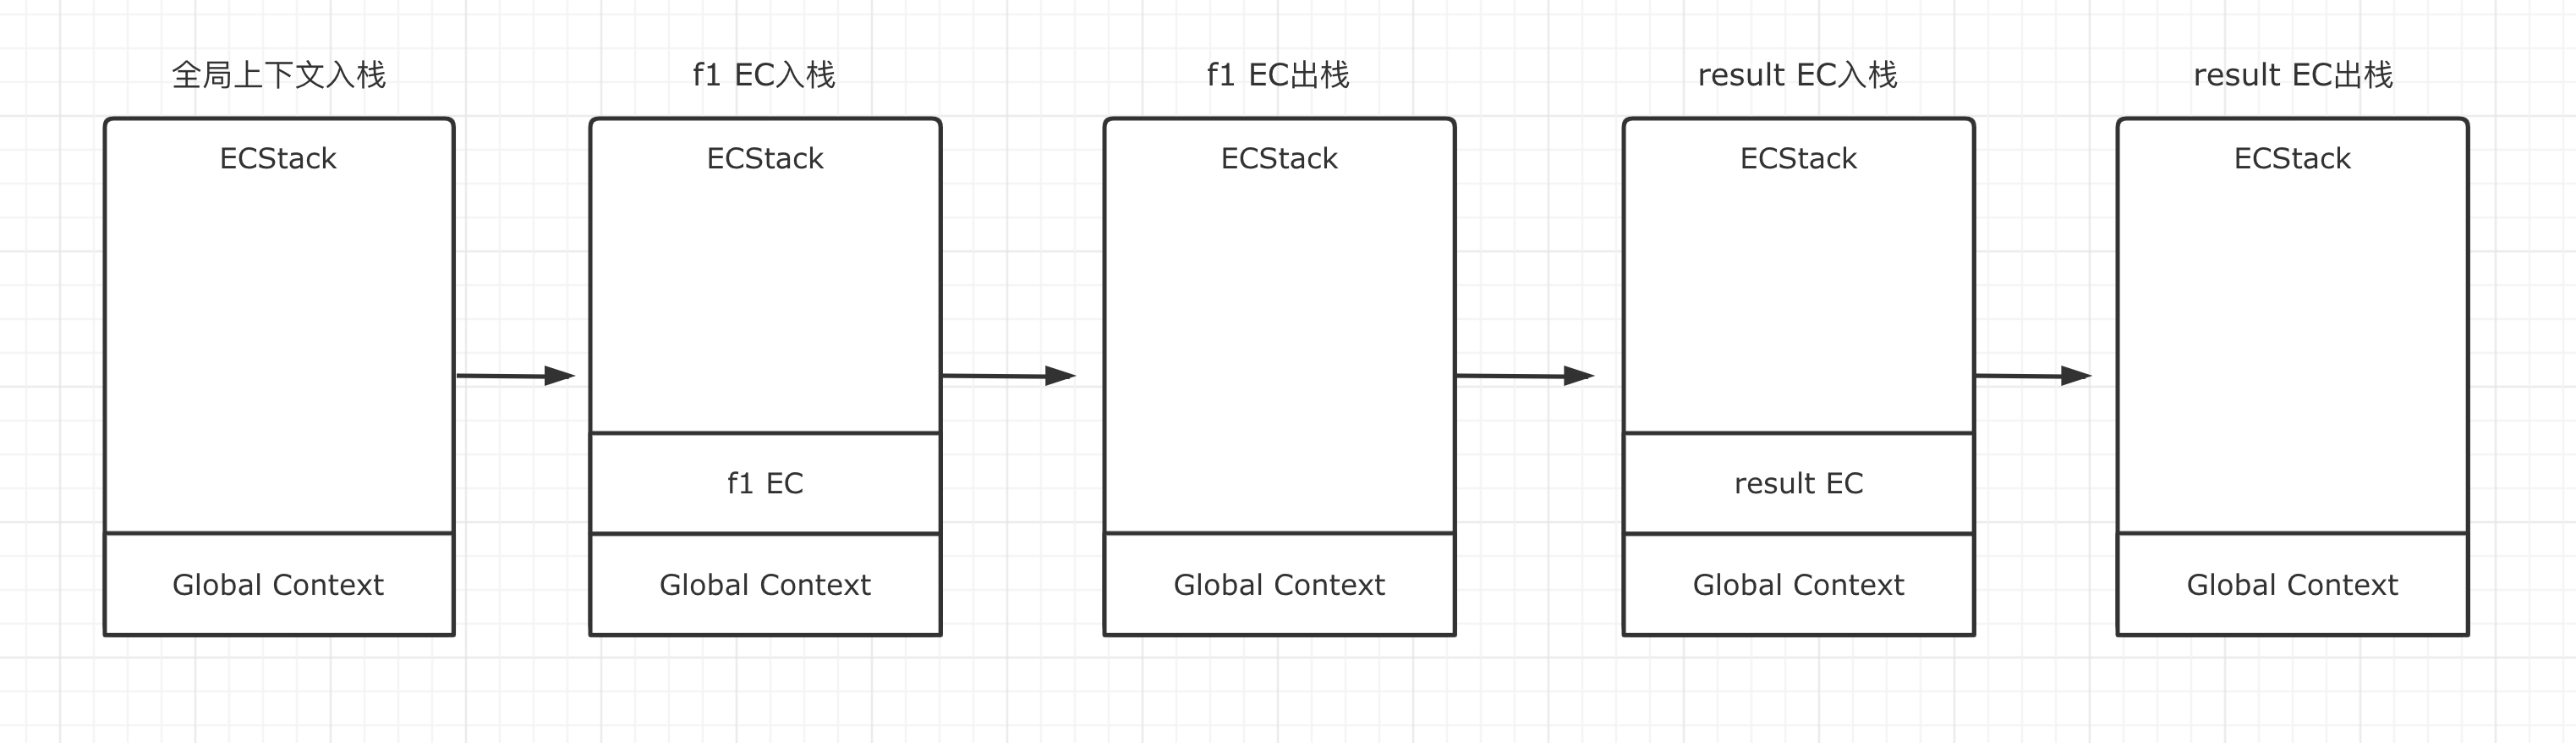 全局上下文入栈
ECStack
Global Context
f1 EC入栈
ECStack
f1 EC
Global Context
f1 EC出栈
ECStack
Global Context
result EC入栈
ECStack
result EC
Global Context
result EC出栈
ECStack
Global Context